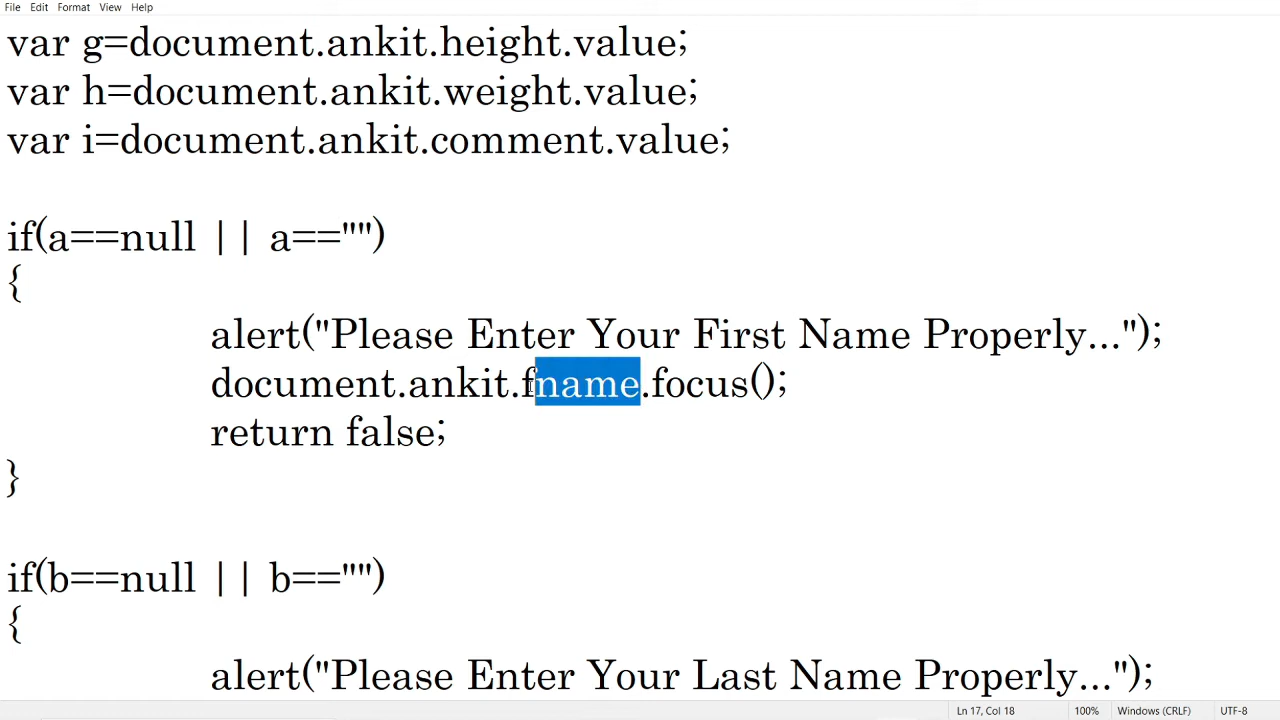 File Edit Format View Help
var g=document.ankit.height.value;
var h=document.ankit.weight.value;
var i=document.ankit.comment.value;
if(a==null || a=="")
{
alert("Please Enter Your First Name Properly...");
document.ankit.fname.focus();
return false;
}
if(b==null || b=="")
{
alert("Please Enter Your Last Name Properly...");
Ln 17, Col 18 100% Windows (CRLF) UTF-8